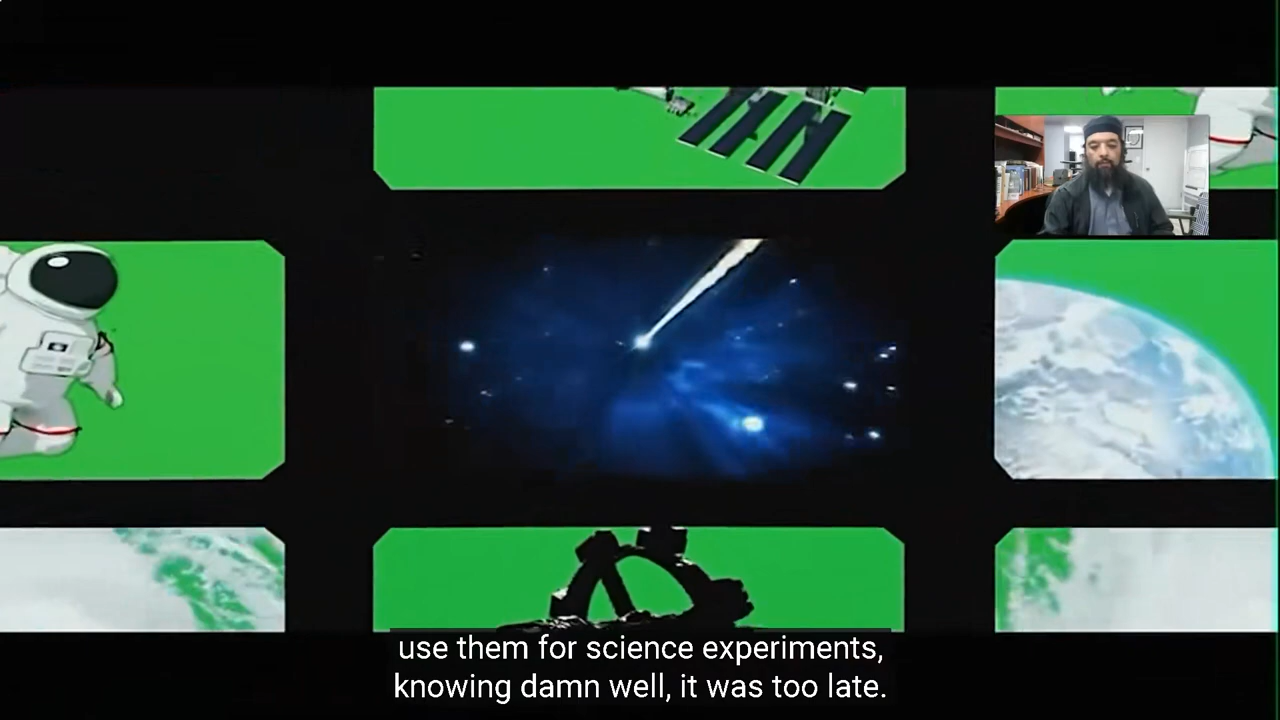 use them for science experiments,
knowing damn well, it was too late.